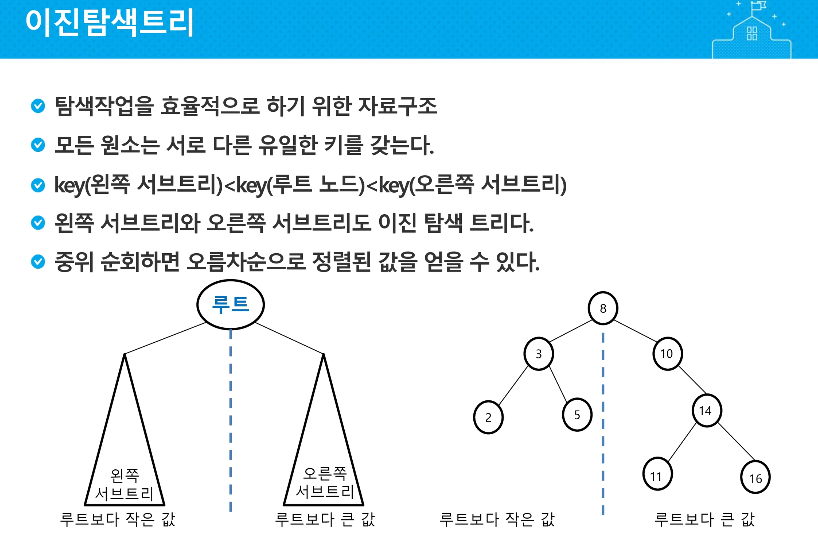 이진탐색트리
탐색작업을 효율적으로 하기 위한 자료구조
모든 원소는 서로 다른 유일한 키를 갖는다.
key(왼쪽 서브트리)<key(루트 노드)<key(오른쪽 서브트리)
왼쪽 서브트리와 오른쪽 서브트리도 이진 탐색 트리다.
중위 순회하면 오름차순으로 정렬된 값을 얻을 수 있다.
루트
왼쪽
서브트리
오른쪽
서브트리
루트보다 작은 값
루트보다 큰 값
8
3
10
2
5
14
11
16
루트보다 작은 값
루트보다 큰 값